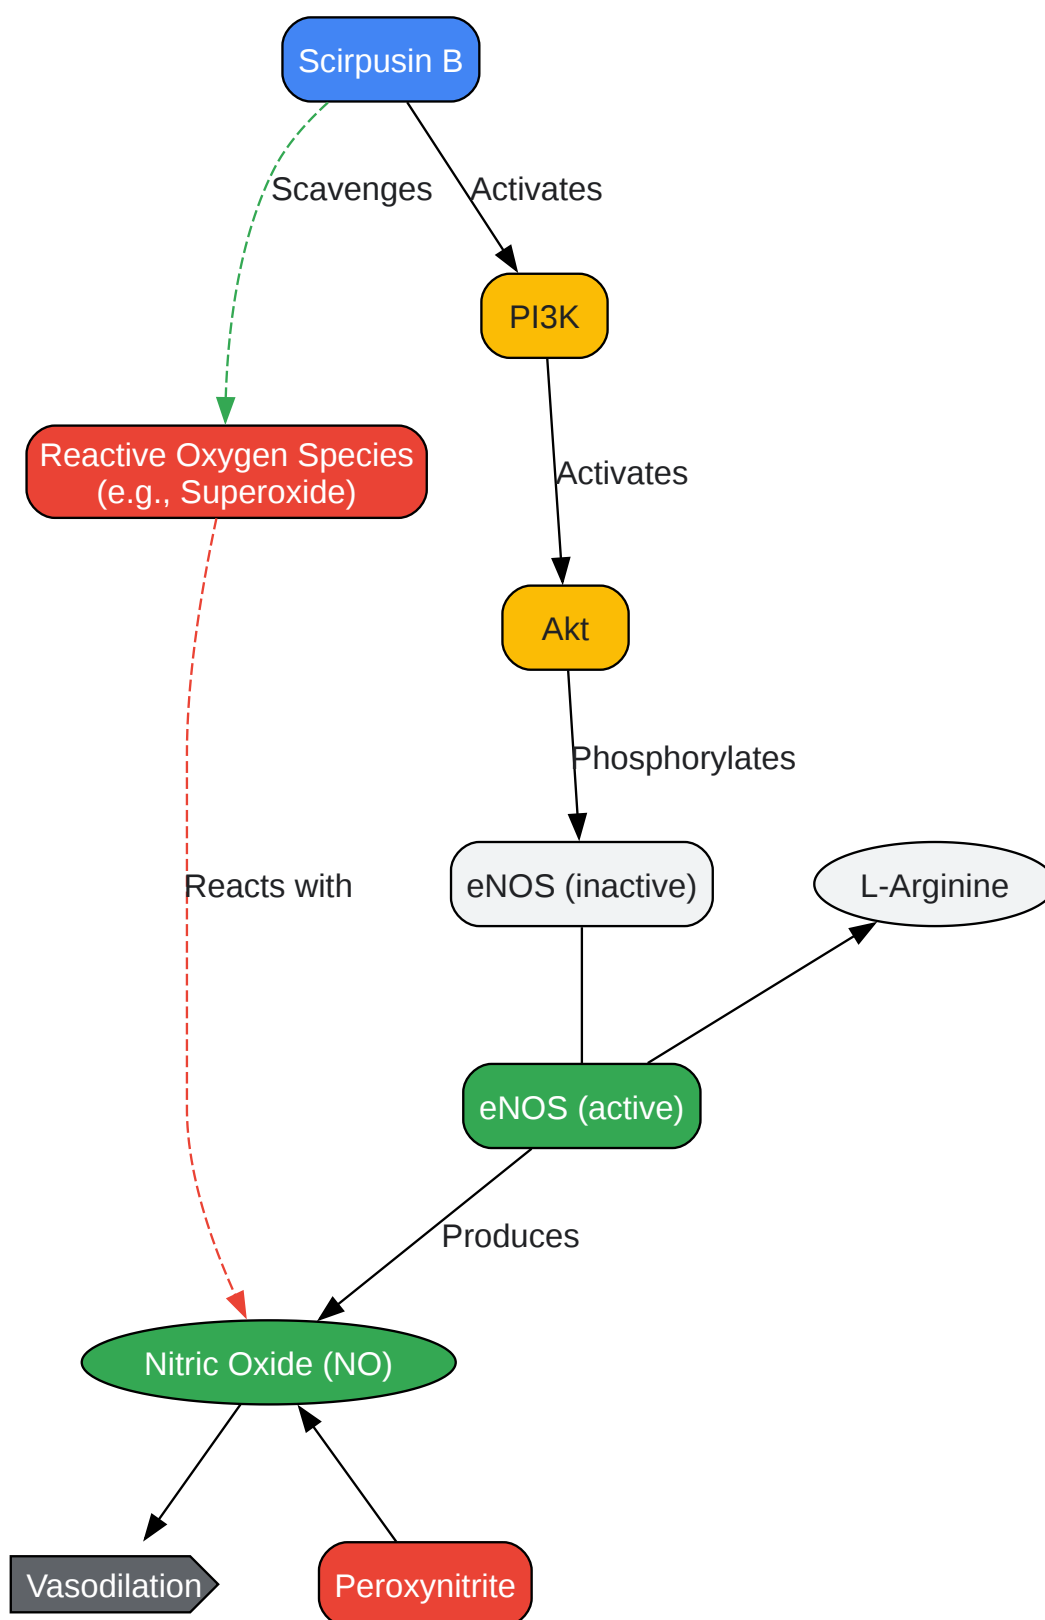 Scirpusin B
Scavenges
Activates
PI3K
Reactive Oxygen Species
(e.g., Superoxide)
Activates
Akt
Phosphorylates
Reacts with
eNOS (inactive)
L-Arginine
eNOS (active)
Produces
Nitric Oxide (NO)
Vasodilation
Peroxynitrite